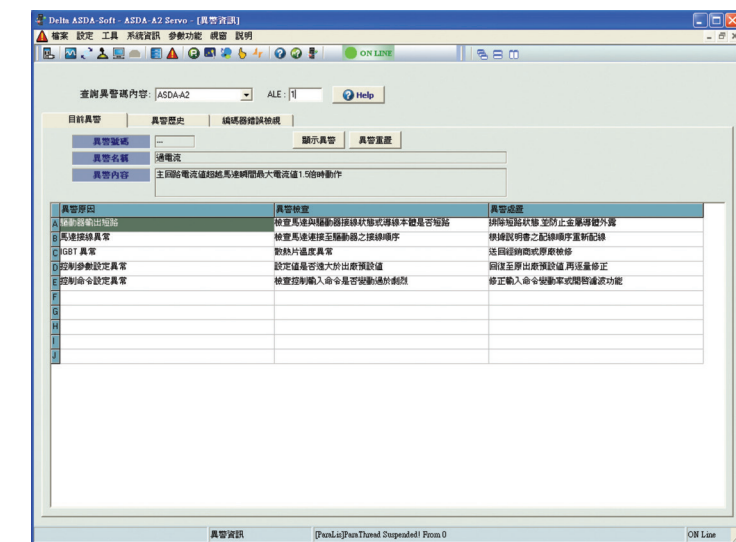 Delta ASDA-Soft - ASDA-A2 Servo - [異警資訊]
檔案 設定 工具 系統資訊 參數功能 視窗 說明
ON LINE
查詢異警碼內容: ASDA-A2 ALE : 1 Help
目前異警 異警歷史 編碼器錯誤檢視
異警號碼 --- 顯示異警 異警重置
異警名稱 過電流
異警內容 主回路電流值超越馬達瞬間最大電流值1.5倍時動作
異警原因 異警檢查 異警處置
A 驅動器輸出短路 檢查馬達與驅動器接線狀態或導線本體是否短路 排除短路狀態,並防止金屬導體外露
B 馬達接線異常 檢查馬達連接至驅動器之接線順序 根據說明書之配線順序重新配線
C IGBT 異常 散熱片溫度異常 送回經銷商或原廠檢修
D 控制參數設定異常 設定值是否遠大於出廠預設值 回復至原出廠預設值,再逐量修正
E 控制命令設定異常 檢查控制輸入命令是否變動過於劇烈 修正輸入命令變動率或開啟濾波功能
F
G
H
I
J
異警資訊 [ParaLis]ParaThread Suspended! From 0 ON Line